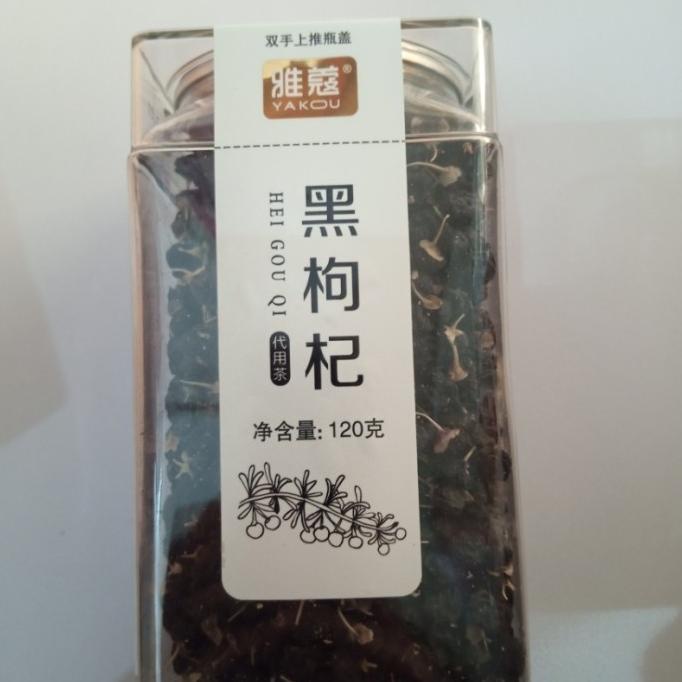 双手上推瓶盖
雅蔻®
YAKOU
黑枸杞
HEI GOU QI
代用茶
净含量: 120克